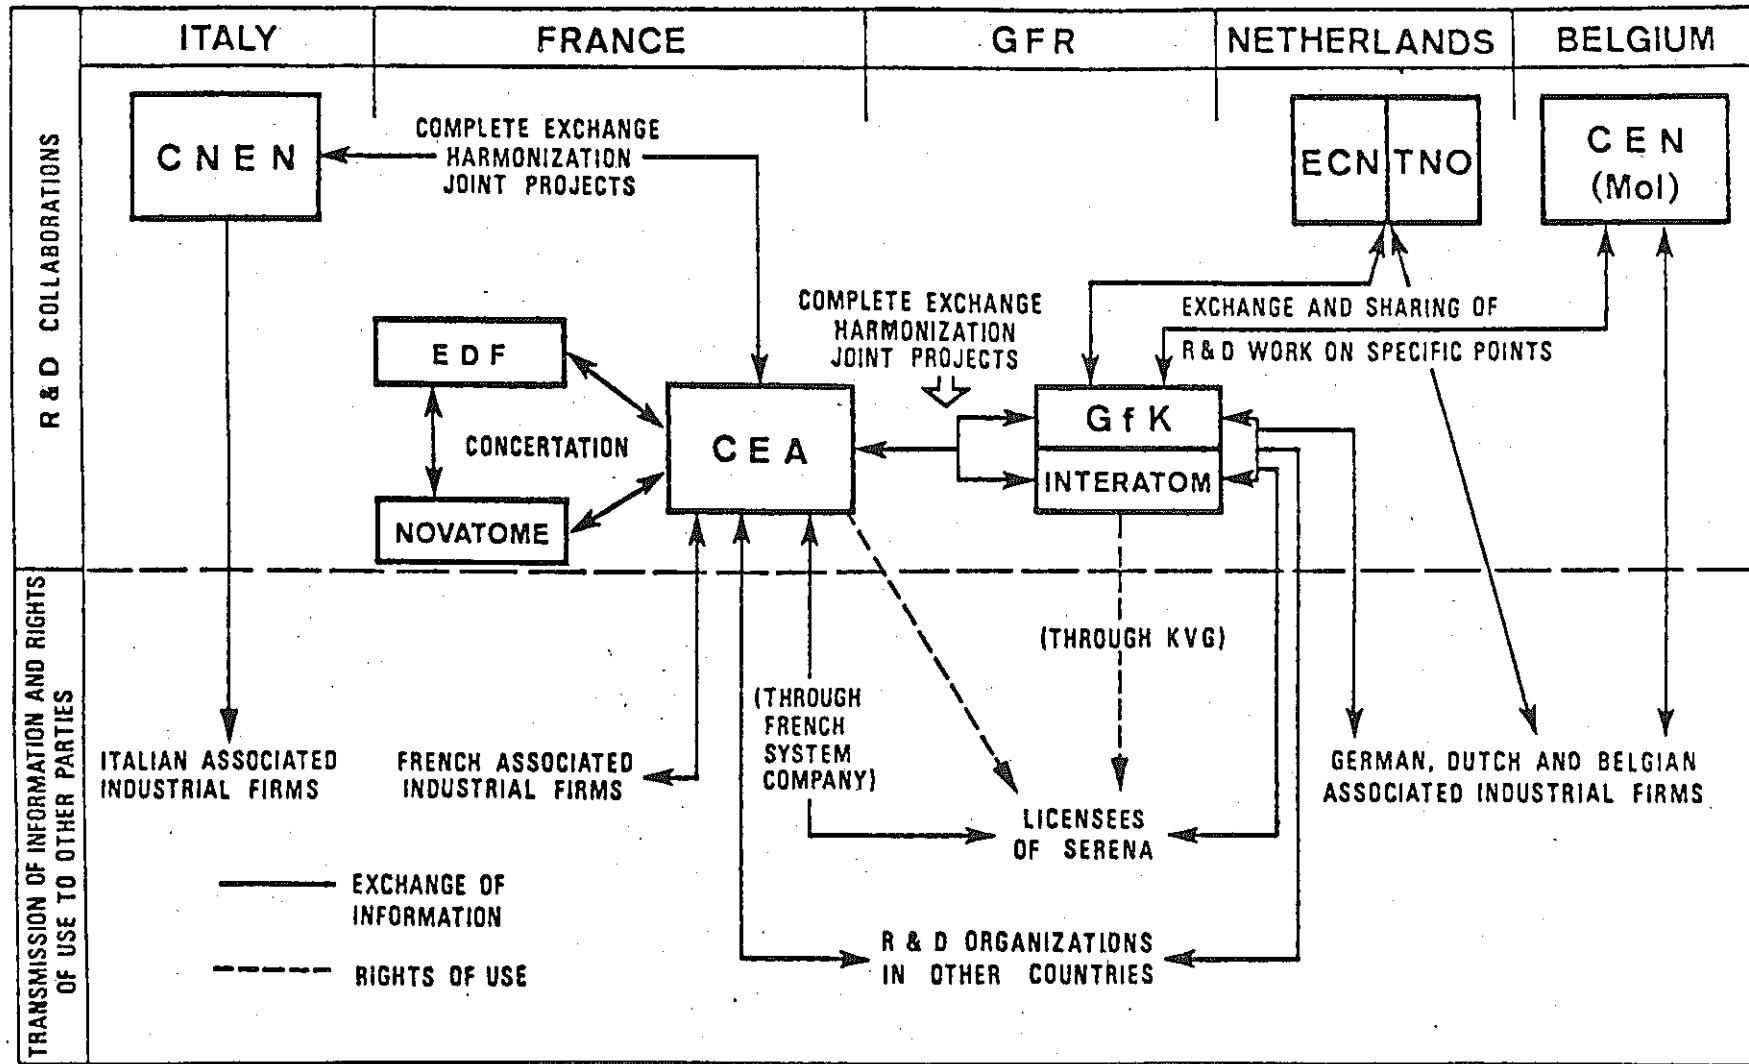 ITALY
FRANCE
GFR
NETHERLANDS
BELGIUM
R & D COLLABORATIONS
CNEN
COMPLETE EXCHANGE
HARMONIZATION
JOINT PROJECTS
ECN
TNO
CEN
(Mol)
EDF
CONCERTATION
NOVATOME
CEA
COMPLETE EXCHANGE
HARMONIZATION
JOINT PROJECTS
GfK
INTERATOM
EXCHANGE AND SHARING OF
R & D WORK ON SPECIFIC POINTS
TRANSMISSION OF INFORMATION AND RIGHTS
OF USE TO OTHER PARTIES
ITALIAN ASSOCIATED
INDUSTRIAL FIRMS
FRENCH ASSOCIATED
INDUSTRIAL FIRMS
(THROUGH
FRENCH
SYSTEM
COMPANY)
(THROUGH KVG)
LICENSEES
OF SERENA
GERMAN, DUTCH AND BELGIAN
ASSOCIATED INDUSTRIAL FIRMS
R & D ORGANIZATIONS
IN OTHER COUNTRIES
EXCHANGE OF
INFORMATION
RIGHTS OF USE